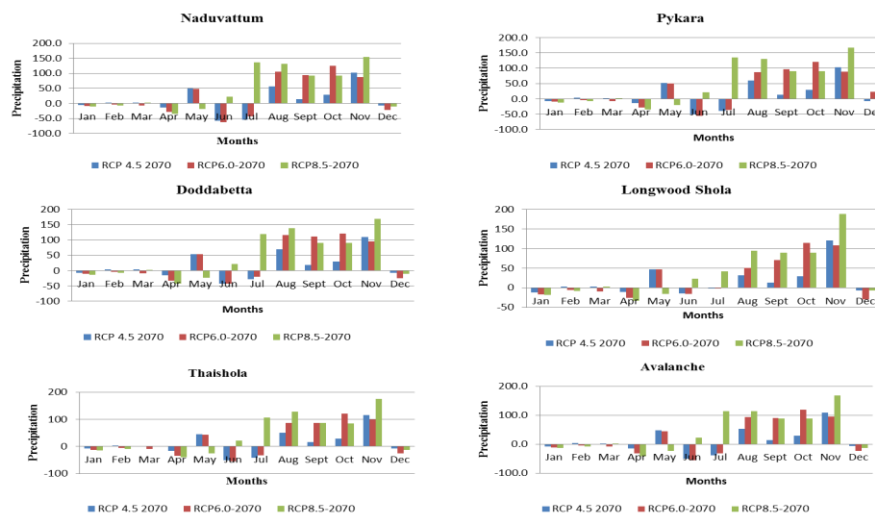 Naduvattum
Precipitation
200.0
150.0
100.0
50.0
0.0
-50.0
-100.0
Jan Feb Mar Apr May Jun Jul Aug Sept Oct Nov Dec
Months
RCP 4.5 2070 RCP6.0-2070 RCP8.5-2070
Pykara
Precipitation
200.0
150.0
100.0
50.0
0.0
-50.0
-100.0
Jan Feb Mar Apr May Jun Jul Aug Sept Oct Nov Dec
Months
RCP 4.5 2070 RCP6.0-2070 RCP8.5-2070
Doddabetta
Precipitation
200
150
100
50
0
-50
-100
Jan Feb Mar Apr May Jun Jul Aug Sept Oct Nov Dec
Months
RCP 4.5 2070 RCP6.0-2070 RCP8.5-2070
Longwood Shola
Precipitation
200
150
100
50
0
-50
Jan Feb Mar Apr May Jun Jul Aug Sept Oct Nov Dec
Months
RCP 4.5 2070 RCP6.0-2070 RCP8.5-2070
Thaishola
Precipitation
200
100
0
-100
Jan Feb Mar Apr May Jun Jul Aug Sept Oct Nov Dec
Months
RCP 4.5 2070 RCP6.0-2070 RCP8.5-2070
Avalanche
Precipitation
200.0
100.0
0.0
-100.0
Jan Feb Mar Apr May Jun Jul Aug Sept Oct Nov Dec
Months
RCP 4.5 2070 RCP6.0-2070 RCP8.5-2070